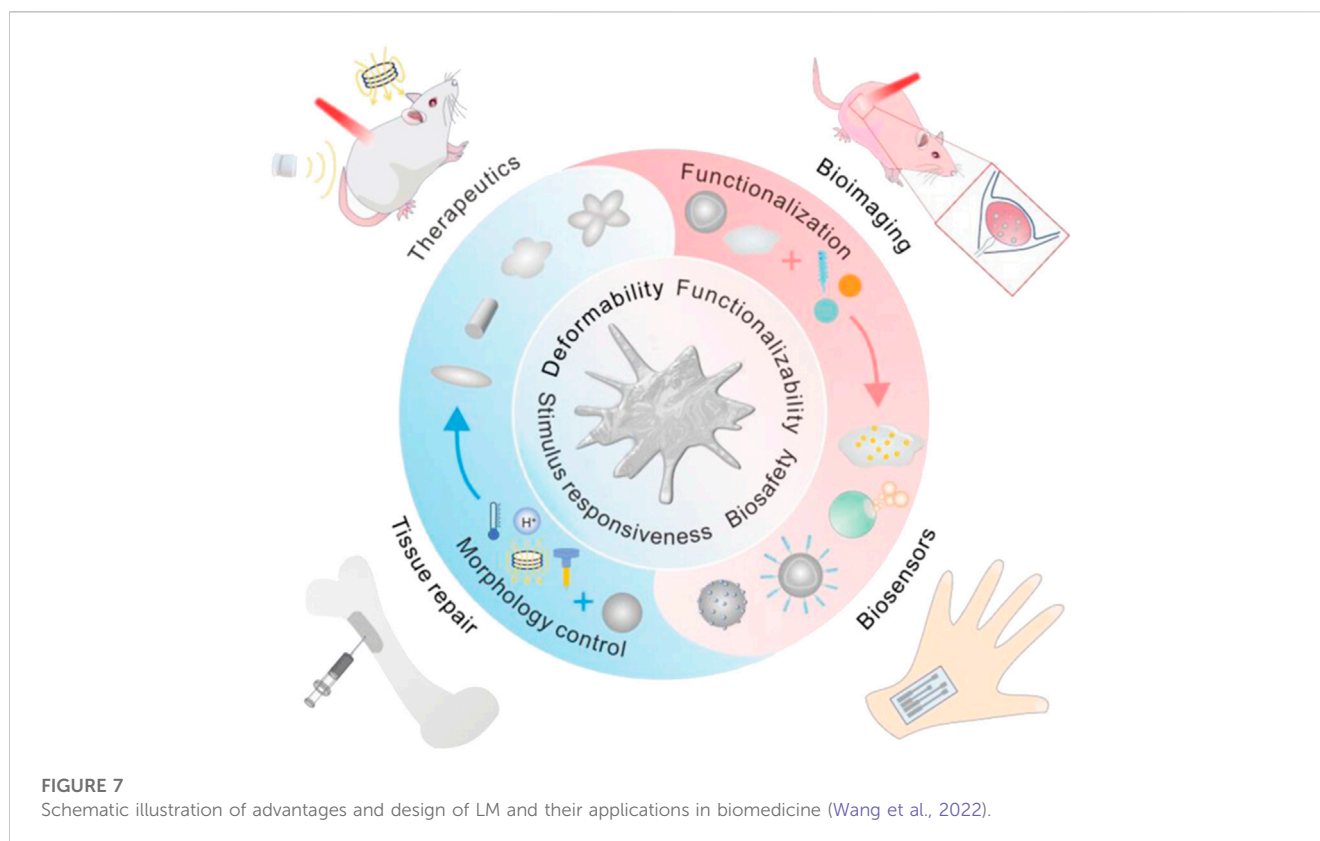 Therapeutics
Functionalization
Bioimaging
Deformability
Functionalizability
Stimulus responsiveness
Biosafety
H⁺
Tissue repair
Morphology control
Biosensors
FIGURE 7
Schematic illustration of advantages and design of LM and their applications in biomedicine (Wang et al., 2022).